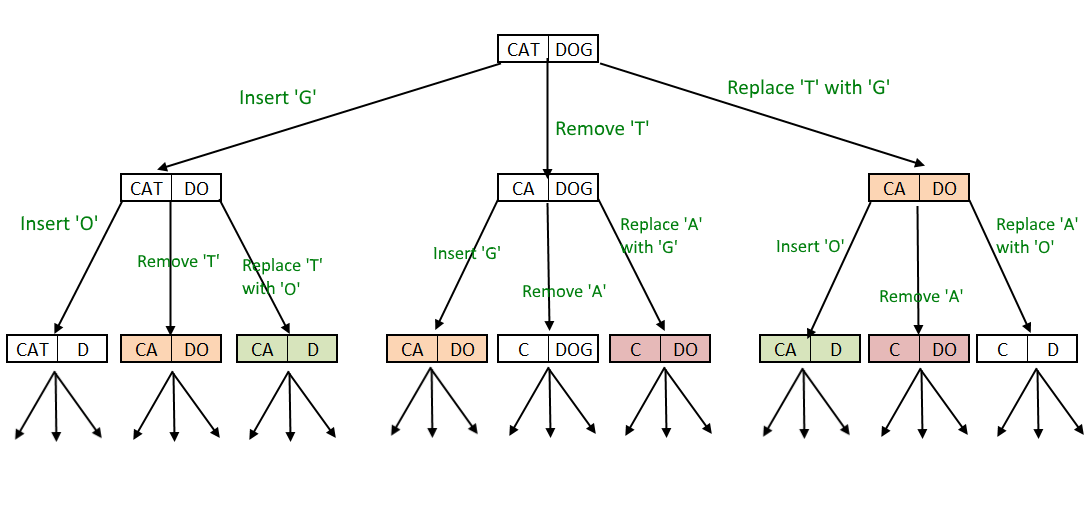 CAT DOG
Insert 'G'
Remove 'T'
Replace 'T' with 'G'
CAT DO
CA DOG
CA DO
Insert 'O'
Remove 'T'
Replace 'T'
with 'O'
Insert 'G'
Remove 'A'
Replace 'A'
with 'G'
Insert 'O'
Remove 'A'
Replace 'A'
with 'O'
CAT D
CA DO
CA D
CA DO
C DOG
C DO
CA D
C DO
C D